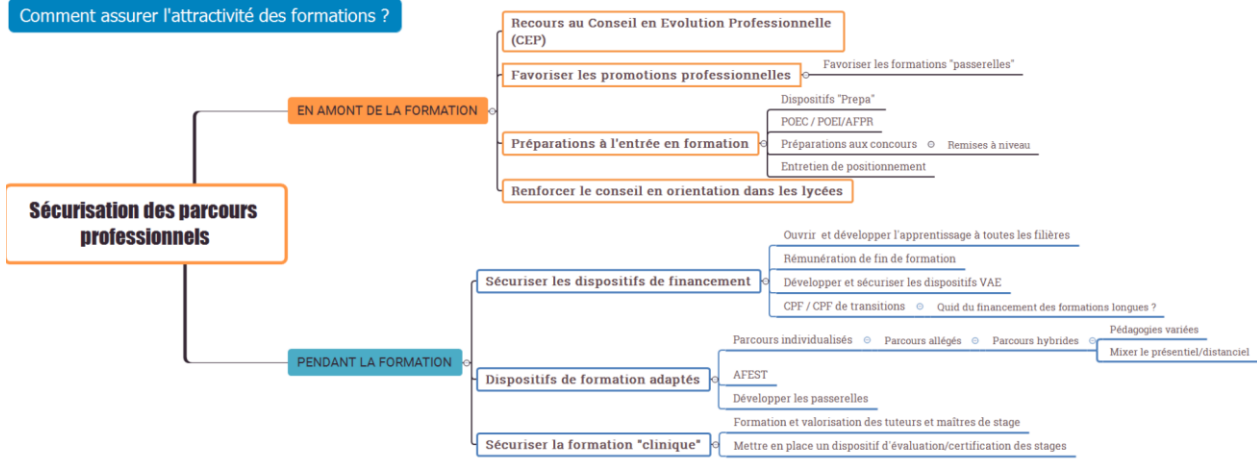 Comment assurer l'attractivité des formations ?
Recours au Conseil en Evolution Professionnelle
(CEP)
Favoriser les promotions professionnelles
Favoriser les formations "passerelles"
EN AMONT DE LA FORMATION
Dispositifs "Prepa"
POEC / POEI/AFPR
Préparations à l'entrée en formation
Préparations aux concours
Remises à niveau
Entretien de positionnement
Renforcer le conseil en orientation dans les lycées
Sécurisation des parcours
professionnels
Ouvrir et développer l'apprentissage à toutes les filières
Rémunération de fin de formation
Sécuriser les dispositifs de financement
Développer et sécuriser les dispositifs VAE
CPF / CPF de transitions
Quid du financement des formations longues ?
PENDANT LA FORMATION
Parcours individualisés
Parcours allégés
Parcours hybrides
Pédagogies variées
Mixer le présentiel/distanciel
Dispositifs de formation adaptés
AFEST
Développer les passerelles
Formation et valorisation des tuteurs et maîtres de stage
Sécuriser la formation "clinique"
Mettre en place un dispositif d'évaluation/certification des stages